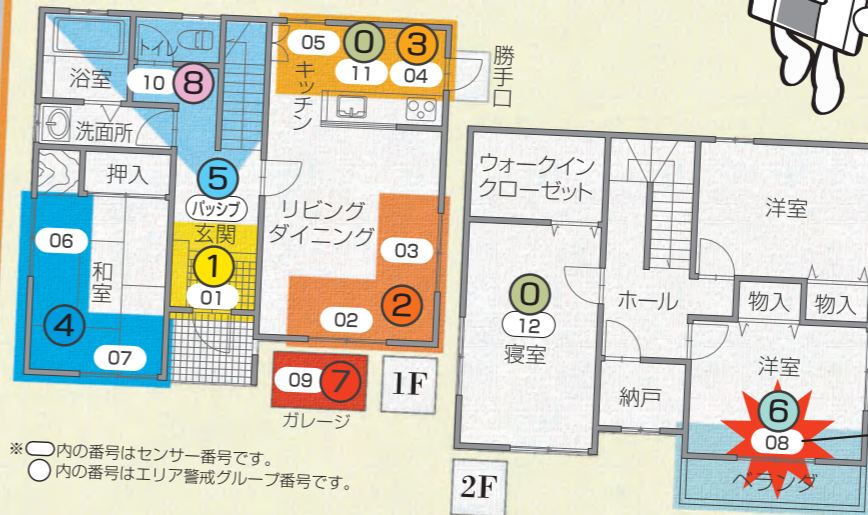 トイレ
浴室
10 8
洗面所
押入
5
パッシブ
玄関
1
01
06
和室
4
07
05 0 3
11 04
キッチン
勝手口
リビング
ダイニング
03
2
02
09 7
ガレージ
1F
ウォークイン
クローゼット
洋室
ホール
物入 物入
0
12
寝室
納戸
洋室
6
08
ベランダ
2F
※ 内の番号はセンサー番号です。
内の番号はエリア警戒グループ番号です。